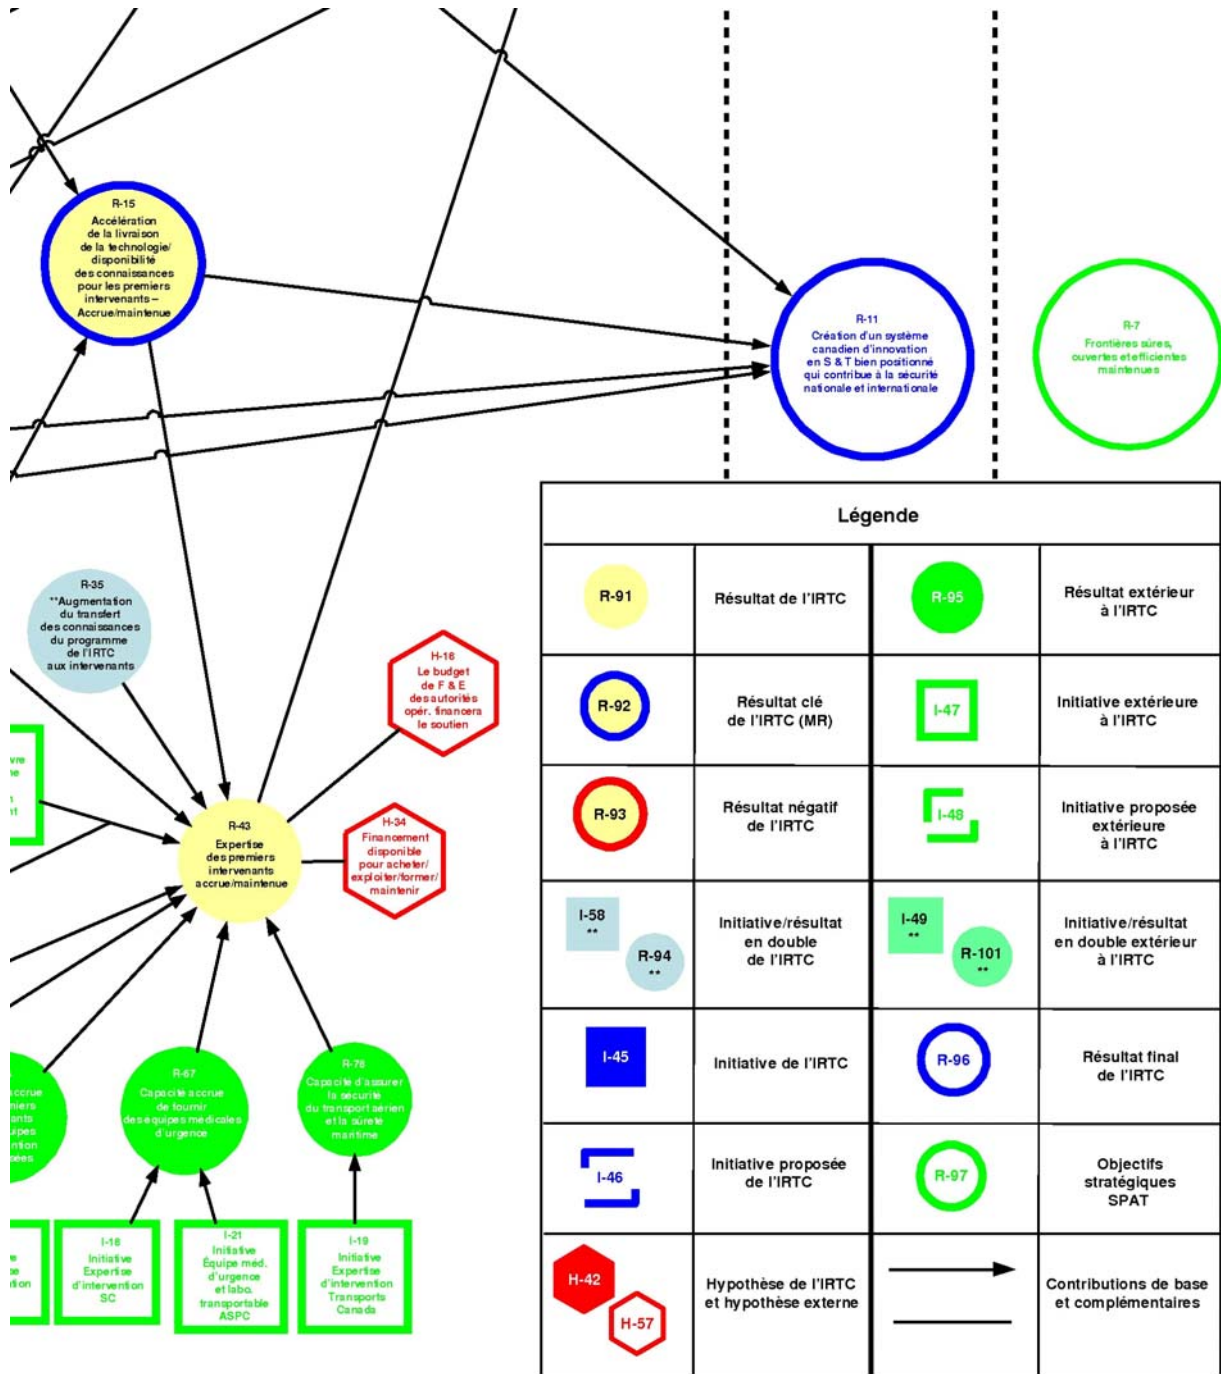 R-15
Accélération
de la livraison
de la technologie/
disponibilité
des connaissances
pour les premiers
intervenants –
Accrue/maintenue
R-11
Création d'un système
canadien d'innovation
en S & T bien positionné
qui contribue à la sécurité
nationale et internationale
R-7
Frontières sûres,
ouvertes et efficientes
maintenues
R-35
**Augmentation
du transfert
des connaissances
du programme
de l'IRTC
aux intervenants
H-16
Le budget
de F & E
des autorités
opér. financera
le soutien
R-43
Expertise
des premiers
intervenants
accrue/maintenue
H-34
Financement
disponible
pour acheter/
exploiter/former/
maintenir
accrue
R-67
Capacité accrue
de fournir
des équipes médicales
d'urgence
R-78
Capacité d'assurer
la sécurité
du transport aérien
et la sûreté
maritime
I-18
Initiative
Expertise
d'intervention
SC
I-21
Initiative
Équipe méd.
d'urgence
et labo.
transportable
ASPC
I-19
Initiative
Expertise
d'intervention
Transports
Canada
Légende
R-91
Résultat de l'IRTC
R-95
Résultat extérieur
à l'IRTC
R-92
Résultat clé
de l'IRTC (MR)
I-47
Initiative extérieure
à l'IRTC
R-93
Résultat négatif
de l'IRTC
I-48
Initiative proposée
extérieure
à l'IRTC
I-58
**
R-94
**
Initiative/résultat
en double
de l'IRTC
I-49
**
R-101
**
Initiative/résultat
en double extérieur
à l'IRTC
I-45
Initiative de l'IRTC
R-96
Résultat final
de l'IRTC
I-46
Initiative proposée
de l'IRTC
R-97
Objectifs
stratégiques
SPAT
H-42
H-57
Hypothèse de l'IRTC
et hypothèse externe
Contributions de base
et complémentaires